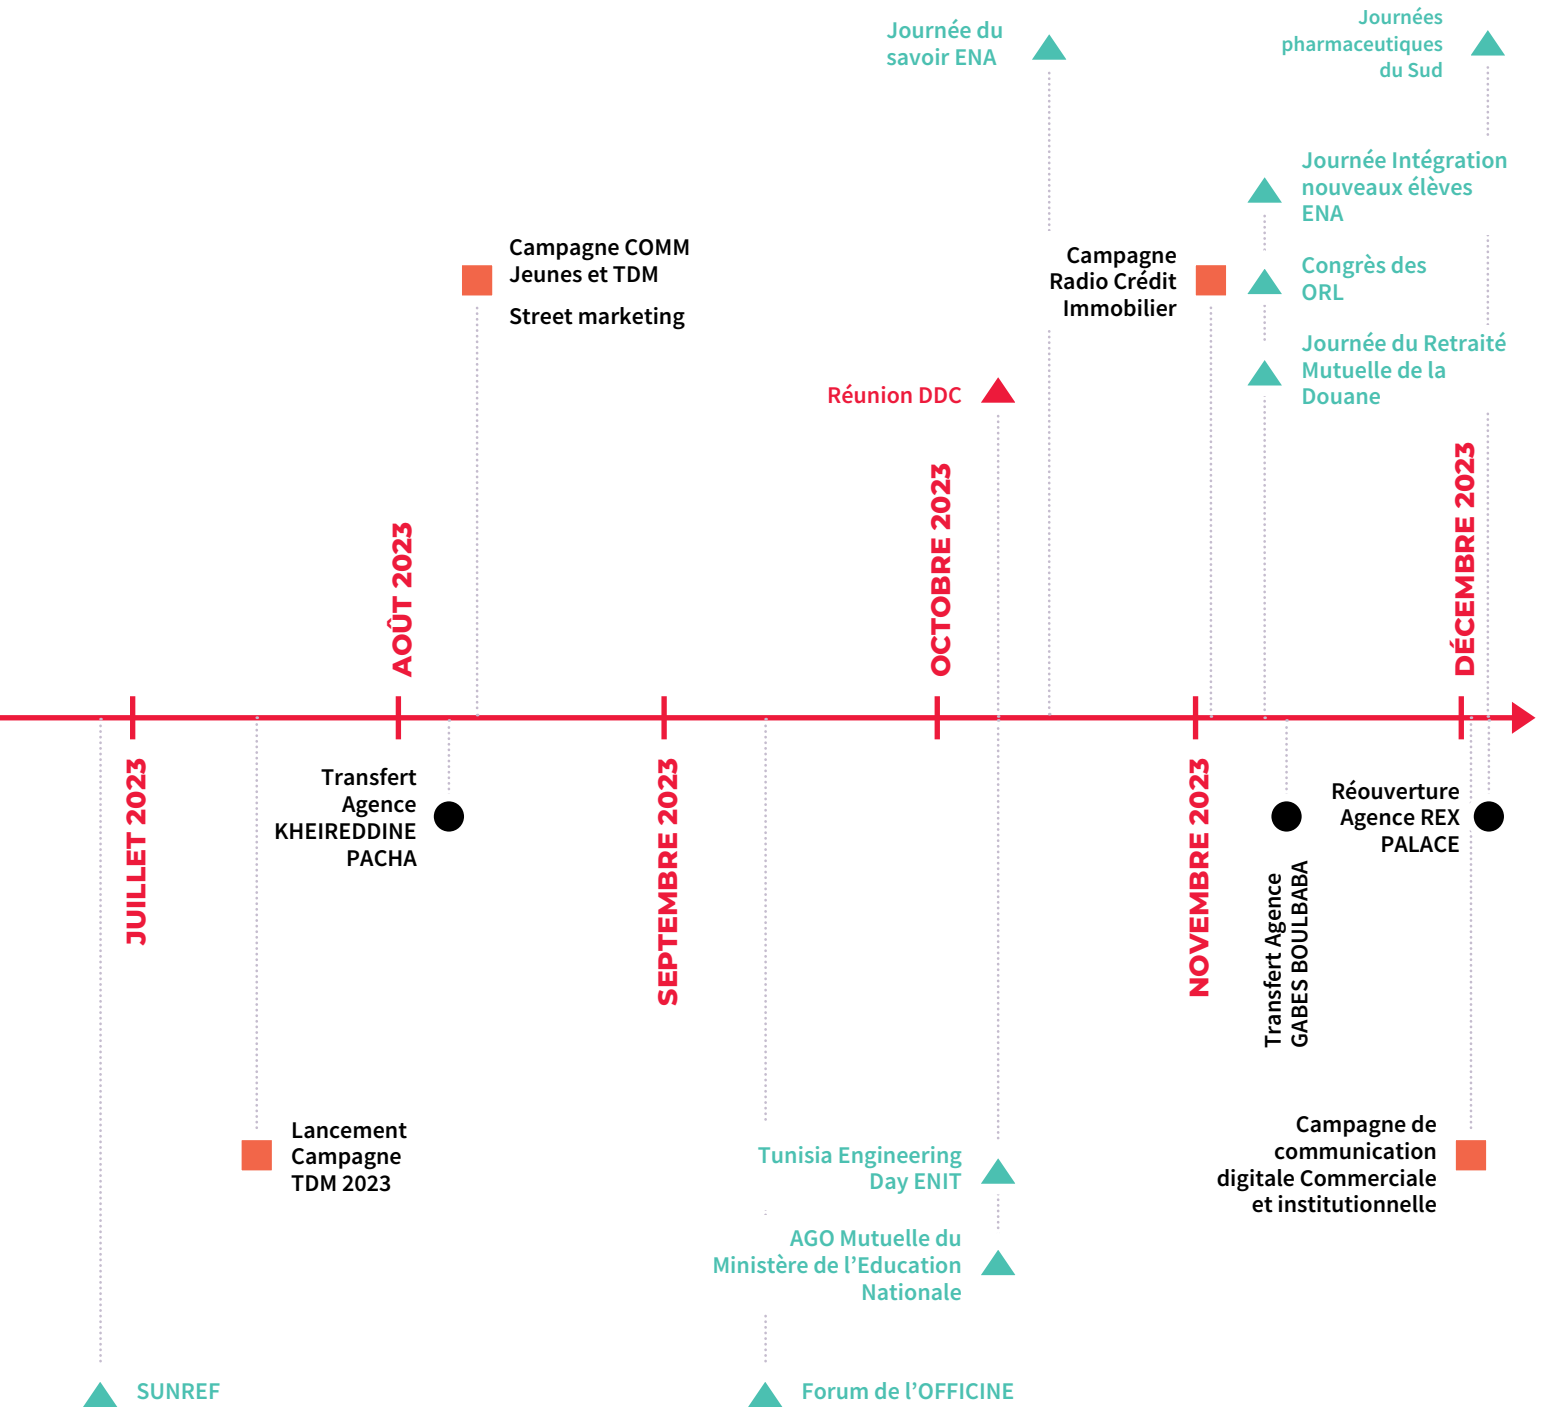 Journée du
savoir ENA
Journées
pharmaceutiques
du Sud
Journée Intégration
nouveaux élèves
ENA
Campagne COMM
Jeunes et TDM
Street marketing
Campagne
Radio Crédit
Immobilier
Congrès des
ORL
Journée du Retraité
Mutuelle de la
Douane
Réunion DDC
AOÛT 2023
OCTOBRE 2023
DÉCEMBRE 2023
JUILLET 2023
Transfert
Agence
KHEIREDDINE
PACHA
SEPTEMBRE 2023
NOVEMBRE 2023
Transfert Agence
GABES BOULBABA
Réouverture
Agence REX
PALACE
Lancement
Campagne
TDM 2023
Tunisia Engineering
Day ENIT
AGO Mutuelle du
Ministère de l’Education
Nationale
Campagne de
communication
digitale Commerciale
et institutionnelle
SUNREF
Forum de l’OFFICINE